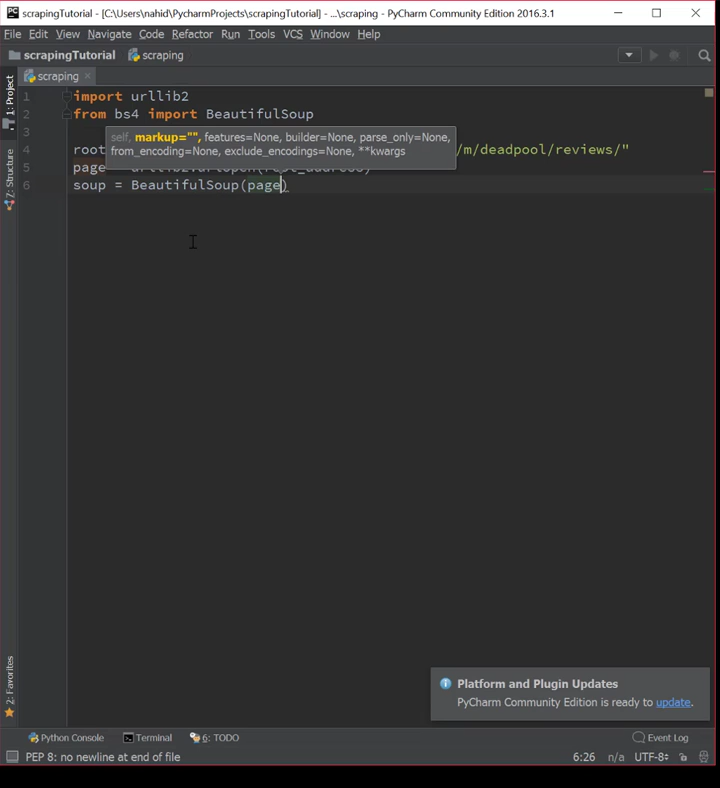 scrapingTutorial - [C:\Users\nahid\PycharmProjects\scrapingTutorial] - ...\scraping - PyCharm Community Edition 2016.3.1
File Edit View Navigate Code Refactor Run Tools VCS Window Help
scrapingTutorial scraping
scraping
1: Project
Z: Structure
2: Favorites
1 import urllib2
2 from bs4 import BeautifulSoup
3
self, markup="", features=None, builder=None, parse_only=None,
from_encoding=None, exclude_encodings=None, **kwargs
4 root /m/deadpool/reviews/"
5 page
6 soup = BeautifulSoup(page)
Platform and Plugin Updates
PyCharm Community Edition is ready to update.
Python Console Terminal 6: TODO Event Log
PEP 8: no newline at end of file 6:26 n/a UTF-8